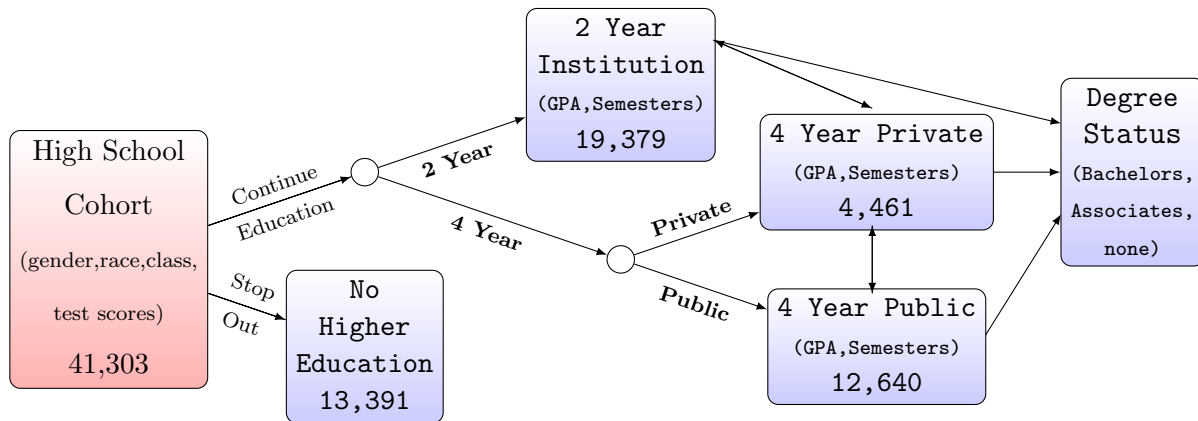 High School
Cohort
(gender,race,class,
test scores)
41,303
Continue
Education
Stop
Out
No
Higher
Education
13,391
2 Year
4 Year
2 Year
Institution
(GPA,Semesters)
19,379
Private
Public
4 Year Private
(GPA,Semesters)
4,461
4 Year Public
(GPA,Semesters)
12,640
Degree
Status
(Bachelors,
Associates,
none)